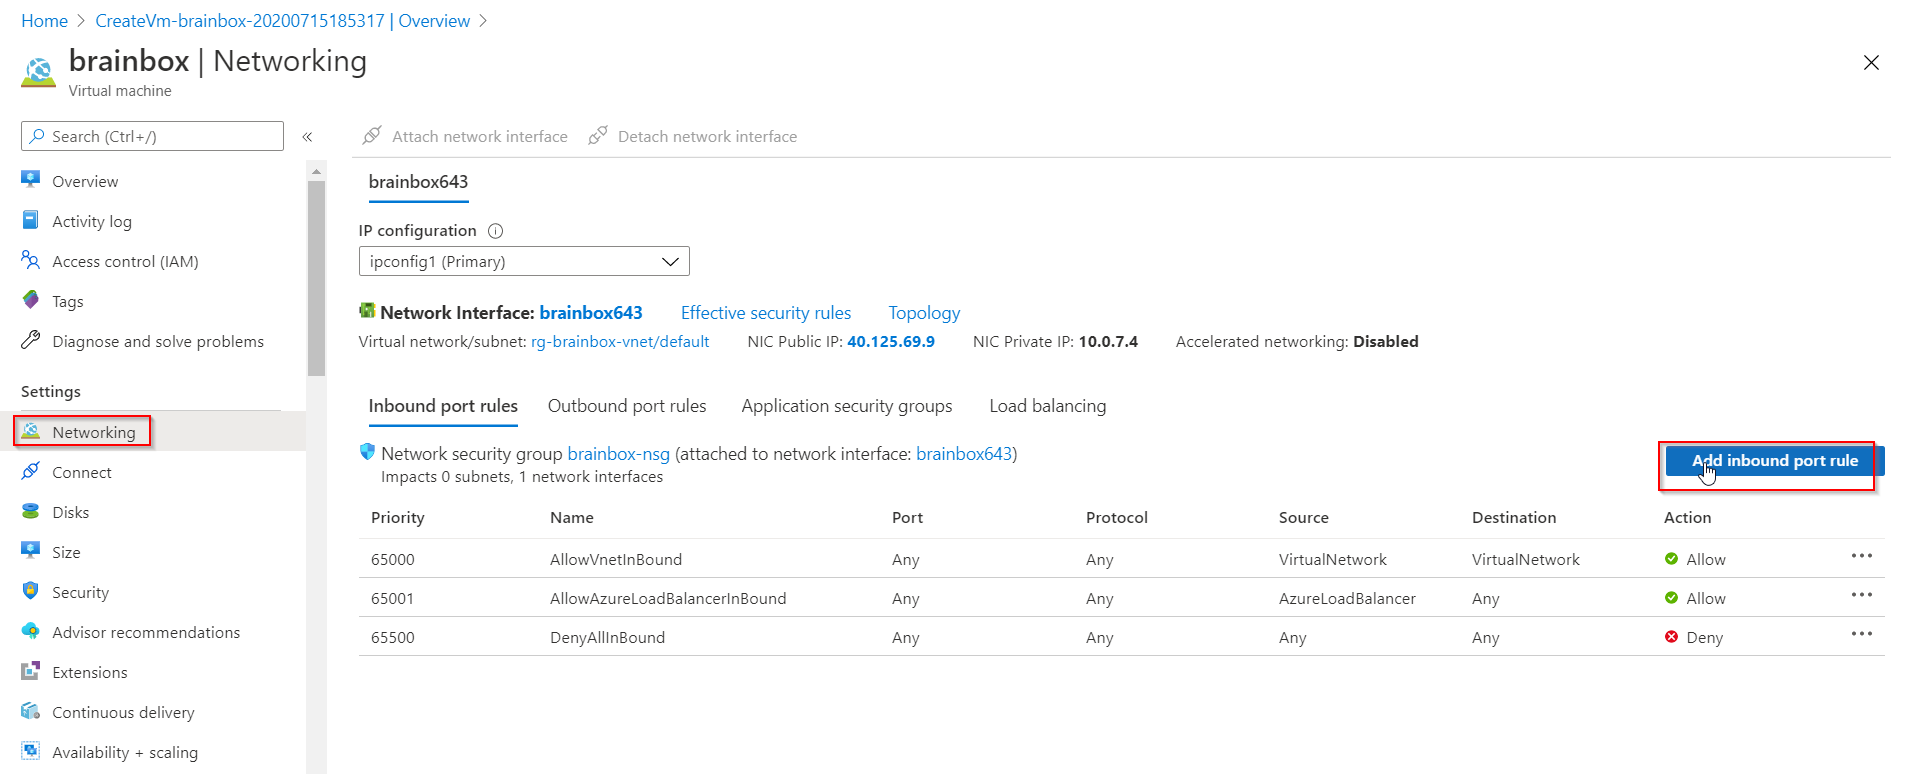 Home > CreateVm-brainbox-20200715185317 | Overview >
brainbox | Networking
Virtual machine
Search (Ctrl+/)
«
Overview
Activity log
Access control (IAM)
Tags
Diagnose and solve problems
Settings
Networking
Connect
Disks
Size
Security
Advisor recommendations
Extensions
Continuous delivery
Availability + scaling
Attach network interface Detach network interface
brainbox643
IP configuration
ipconfig1 (Primary)
Network Interface: brainbox643 Effective security rules Topology
Virtual network/subnet: rg-brainbox-vnet/default NIC Public IP: 40.125.69.9 NIC Private IP: 10.0.7.4 Accelerated networking: Disabled
Inbound port rules Outbound port rules Application security groups Load balancing
Network security group brainbox-nsg (attached to network interface: brainbox643)
Impacts 0 subnets, 1 network interfaces
Add inbound port rule
Priority Name Port Protocol Source Destination Action
65000 AllowVnetInBound Any Any VirtualNetwork VirtualNetwork Allow
65001 AllowAzureLoadBalancerInBound Any Any AzureLoadBalancer Any Allow
65500 DenyAllInBound Any Any Any Any Deny